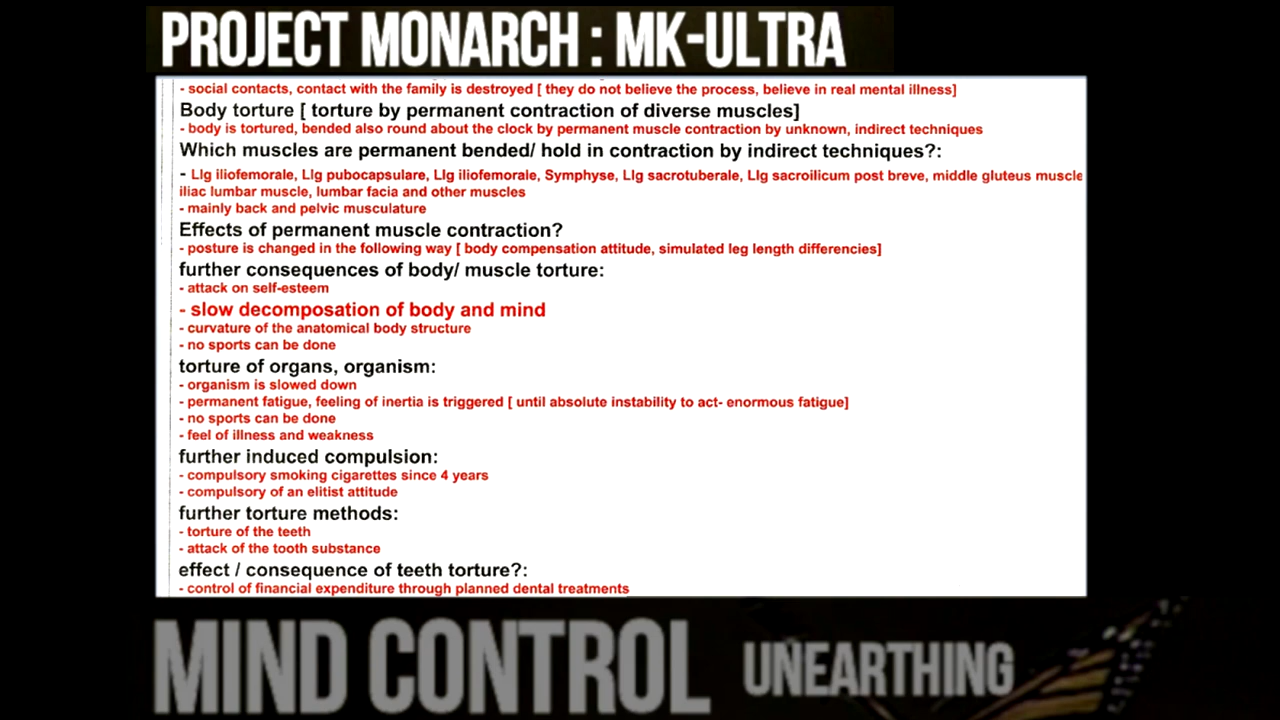 PROJECT MONARCH : MK-ULTRA
- social contacts, contact with the family is destroyed [ they do not believe the process, believe in real mental illness]
Body torture [ torture by permanent contraction of diverse muscles]
- body is tortured, bended also round about the clock by permanent muscle contraction by unknown, indirect techniques
Which muscles are permanent bended/ hold in contraction by indirect techniques?:
- LIg iliofemorale, LIg pubocapsulare, LIg iliofemorale, Symphyse, LIg sacrotuberale, LIg sacroilicum post breve, middle gluteus muscle
iliac lumbar muscle, lumbar facia and other muscles
- mainly back and pelvic musculature
Effects of permanent muscle contraction?
- posture is changed in the following way [ body compensation attitude, simulated leg length differencies]
further consequences of body/ muscle torture:
- attack on self-esteem
- slow decomposation of body and mind
- curvature of the anatomical body structure
- no sports can be done
torture of organs, organism:
- organism is slowed down
- permanent fatigue, feeling of inertia is triggered [ until absolute instability to act- enormous fatigue]
- no sports can be done
- feel of illness and weakness
further induced compulsion:
- compulsory smoking cigarettes since 4 years
- compulsory of an elitist attitude
further torture methods:
- torture of the teeth
- attack of the tooth substance
effect / consequence of teeth torture?:
- control of financial expenditure through planned dental treatments
MIND CONTROL UNEARTHING